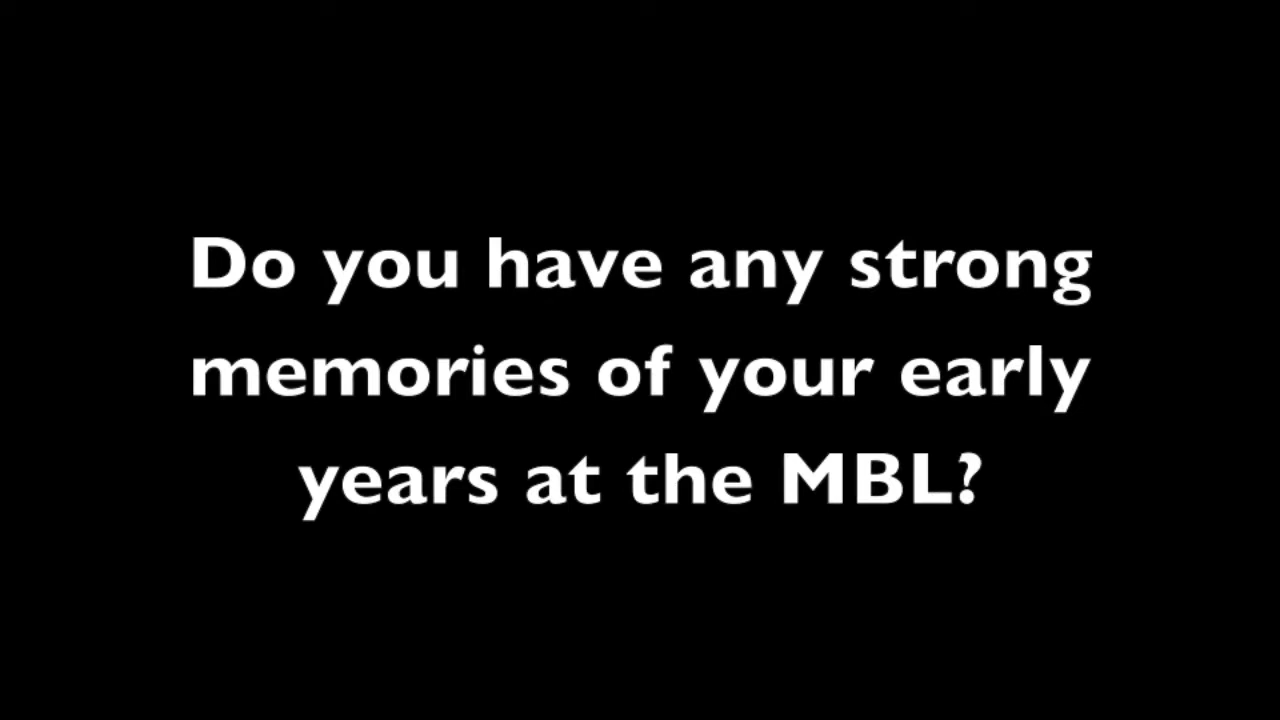 Do you have any strong
memories of your early
years at the MBL?